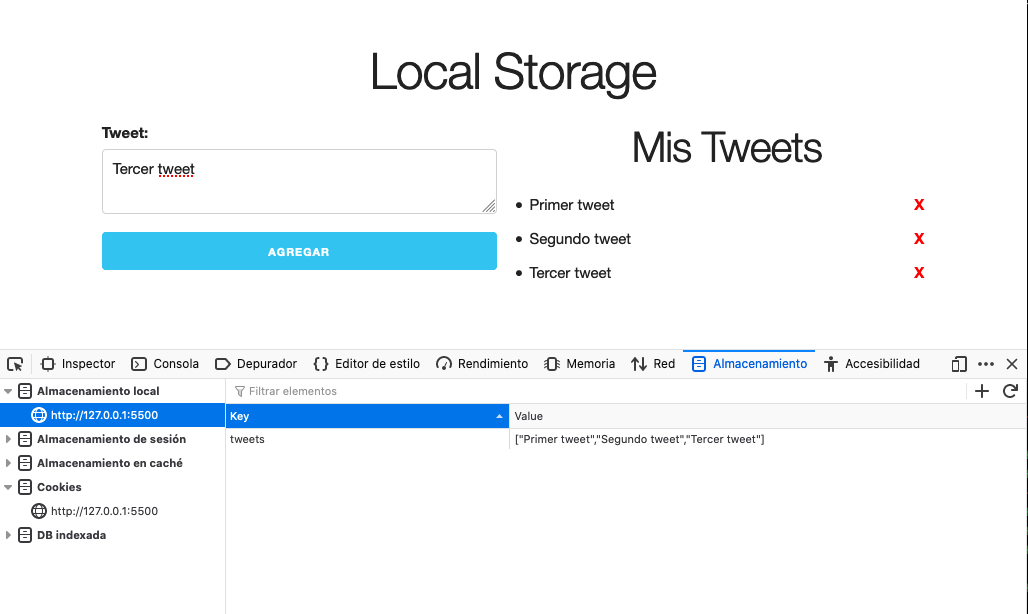 Local Storage
Tweet:
Tercer tweet
AGREGAR
Mis Tweets
Primer tweet X
Segundo tweet X
Tercer tweet X
Inspector Consola Depurador Editor de estilo Rendimiento Memoria Red Almacenamiento Accesibilidad
Almacenamiento local
http://127.0.0.1:5500
Almacenamiento de sesión
Almacenamiento en caché
Cookies
http://127.0.0.1:5500
DB indexada
Filtrar elementos
Key Value
tweets ["Primer tweet","Segundo tweet","Tercer tweet"]